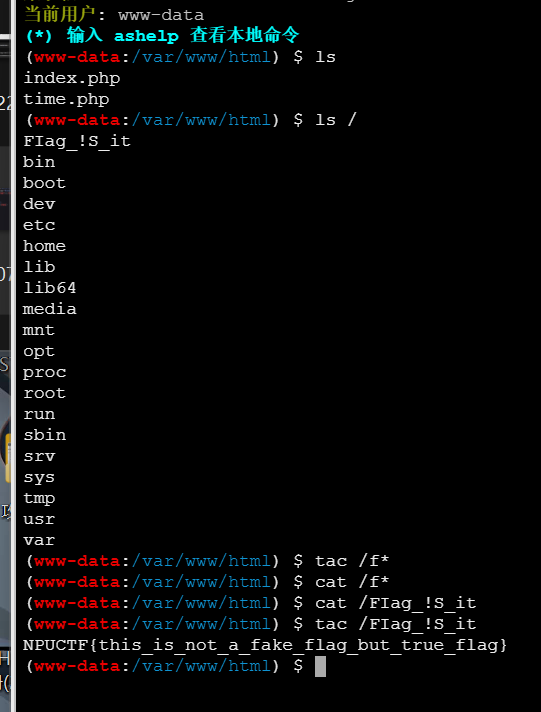 当前用户: www-data
(*) 输入 ashelp 查看本地命令
(www-data:/var/www/html) $ ls
index.php
time.php
(www-data:/var/www/html) $ ls /
FIag_!S_it
bin
boot
dev
etc
home
lib
lib64
media
mnt
opt
proc
root
run
sbin
srv
sys
tmp
usr
var
(www-data:/var/www/html) $ tac /f*
(www-data:/var/www/html) $ cat /f*
(www-data:/var/www/html) $ cat /FIag_!S_it
(www-data:/var/www/html) $ tac /FIag_!S_it
NPUCTF{this_is_not_a_fake_flag_but_true_flag}
(www-data:/var/www/html) $